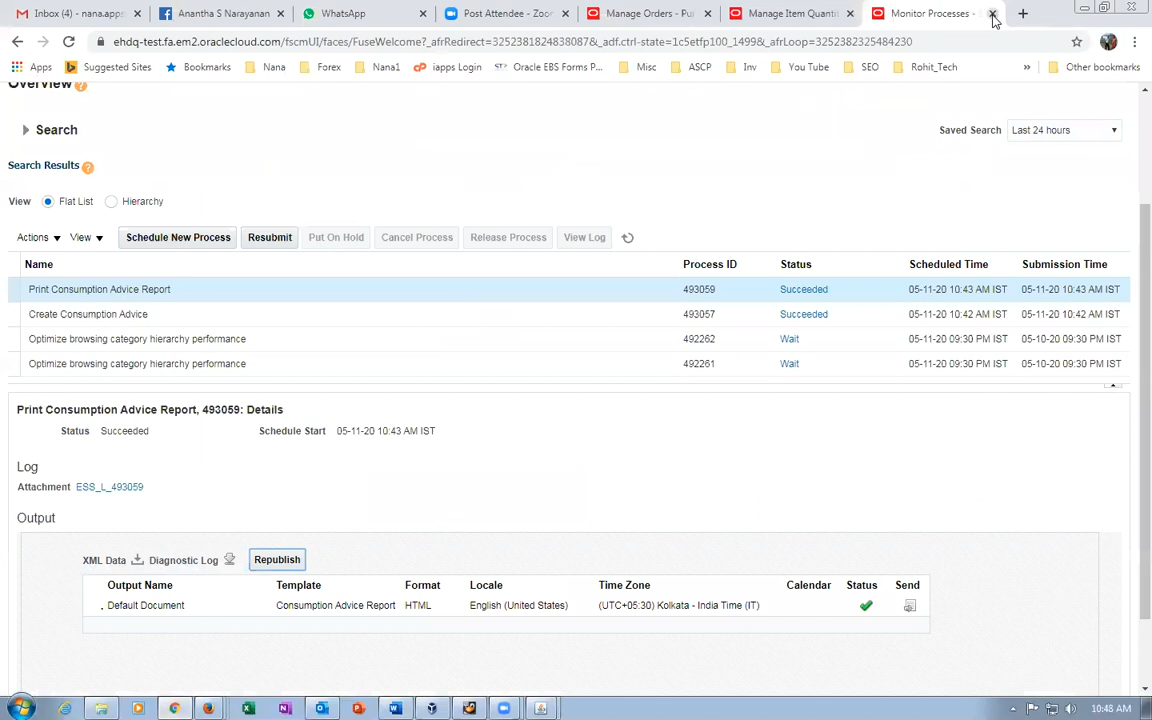 Inbox (4) - nana.apps
Anantha S Narayanan
WhatsApp
Post Attendee - Zoo
Manage Orders - Pu
Manage Item Quanti
Monitor Processes -
ehdq-test.fa.em2.oraclecloud.com/fscmUI/faces/FuseWelcome?_afrRedirect=325238182483808​7&_adf.ctrl-state=1c5etfp100_1499&_afrLoop=3252382325484230
Apps
Suggested Sites
Bookmarks
Nana
Forex
Nana1
iapps Login
Oracle EBS Forms P...
Misc
ASCP
Inv
You Tube
SEO
Rohit_Tech
»
Other bookmarks
Overview
Search
Saved Search Last 24 hours
Search Results
View Flat List Hierarchy
Actions View Schedule New Process Resubmit Put On Hold Cancel Process Release Process View Log
Name Process ID Status Scheduled Time Submission Time
Print Consumption Advice Report 493059 Succeeded 05-11-20 10:43 AM IST 05-11-20 10:43 AM IST
Create Consumption Advice 493057 Succeeded 05-11-20 10:42 AM IST 05-11-20 10:42 AM IST
Optimize browsing category hierarchy performance 492262 Wait 05-11-20 09:30 PM IST 05-10-20 09:30 PM IST
Optimize browsing category hierarchy performance 492261 Wait 05-11-20 09:30 PM IST 05-10-20 09:30 PM IST
Print Consumption Advice Report, 493059: Details
Status Succeeded Schedule Start 05-11-20 10:43 AM IST
Log
Attachment ESS_L_493059
Output
XML Data Diagnostic Log Republish
Output Name Template Format Locale Time Zone Calendar Status Send
Default Document Consumption Advice Report HTML English (United States) (UTC+05:30) Kolkata - India Time (IT)
10:48 AM